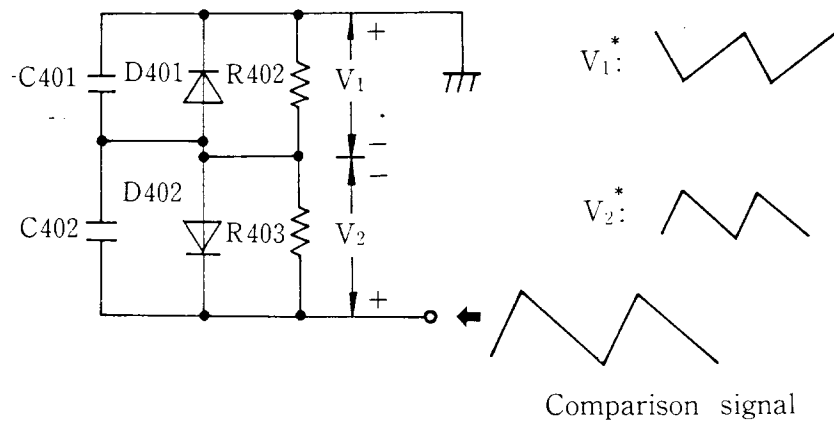 C401
D401
R402
V₁
+
−
V₁*:
−
D402
C402
R403
V₂
+
V₂*:
Comparison signal